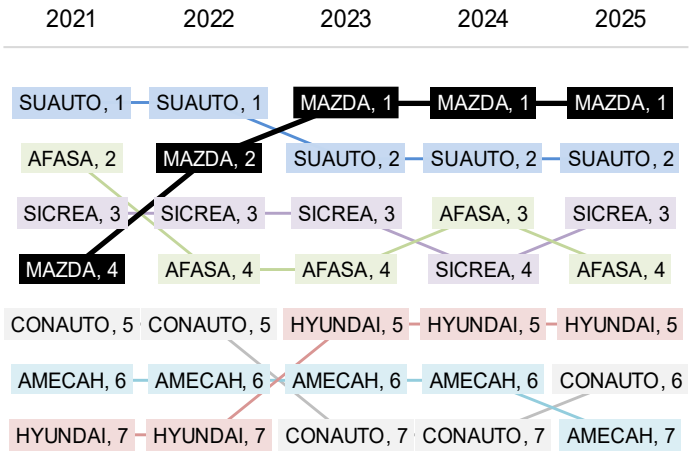 2021 2022 2023 2024 2025
SUAUTO, 1 SUAUTO, 1 MAZDA, 1 MAZDA, 1 MAZDA, 1
AFASA, 2 MAZDA, 2 SUAUTO, 2 SUAUTO, 2 SUAUTO, 2
SICREA, 3 SICREA, 3 SICREA, 3 AFASA, 3 SICREA, 3
MAZDA, 4 AFASA, 4 AFASA, 4 SICREA, 4 AFASA, 4
CONAUTO, 5 CONAUTO, 5 HYUNDAI, 5 HYUNDAI, 5 HYUNDAI, 5
AMECAH, 6 AMECAH, 6 AMECAH, 6 AMECAH, 6 CONAUTO, 6
HYUNDAI, 7 HYUNDAI, 7 CONAUTO, 7 CONAUTO, 7 AMECAH, 7